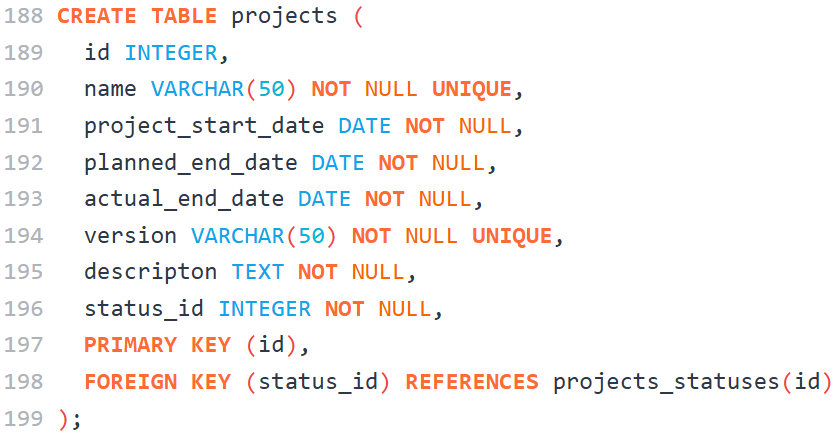 188 CREATE TABLE projects (
189   id INTEGER,
190   name VARCHAR(50) NOT NULL UNIQUE,
191   project_start_date DATE NOT NULL,
192   planned_end_date DATE NOT NULL,
193   actual_end_date DATE NOT NULL,
194   version VARCHAR(50) NOT NULL UNIQUE,
195   descripton TEXT NOT NULL,
196   status_id INTEGER NOT NULL,
197   PRIMARY KEY (id),
198   FOREIGN KEY (status_id) REFERENCES projects_statuses(id)
199 );